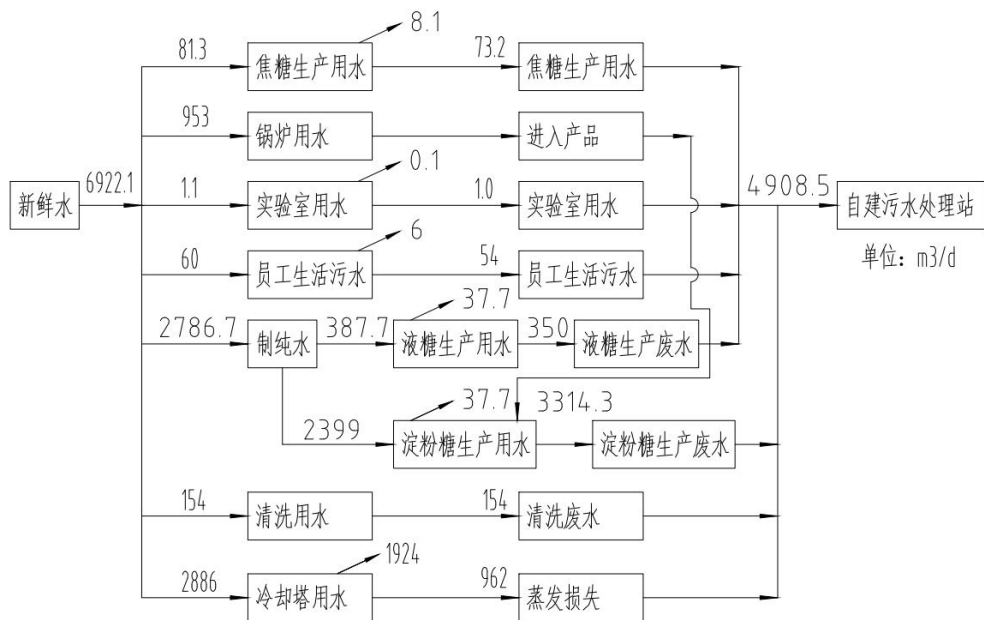 8.1
81.3
焦糖生产用水
73.2
焦糖生产用水
953
锅炉用水
进入产品
0.1
新鲜水
6922.1
1.1
实验室用水
1.0
实验室用水
4908.5
自建污水处理站
单位：m3/d
6
60
员工生活污水
54
员工生活污水
37.7
2786.7
制纯水
387.7
液糖生产用水
350
液糖生产废水
37.7
3314.3
2399
淀粉糖生产用水
淀粉糖生产废水
154
清洗用水
154
清洗废水
1924
2886
冷却塔用水
962
蒸发损失